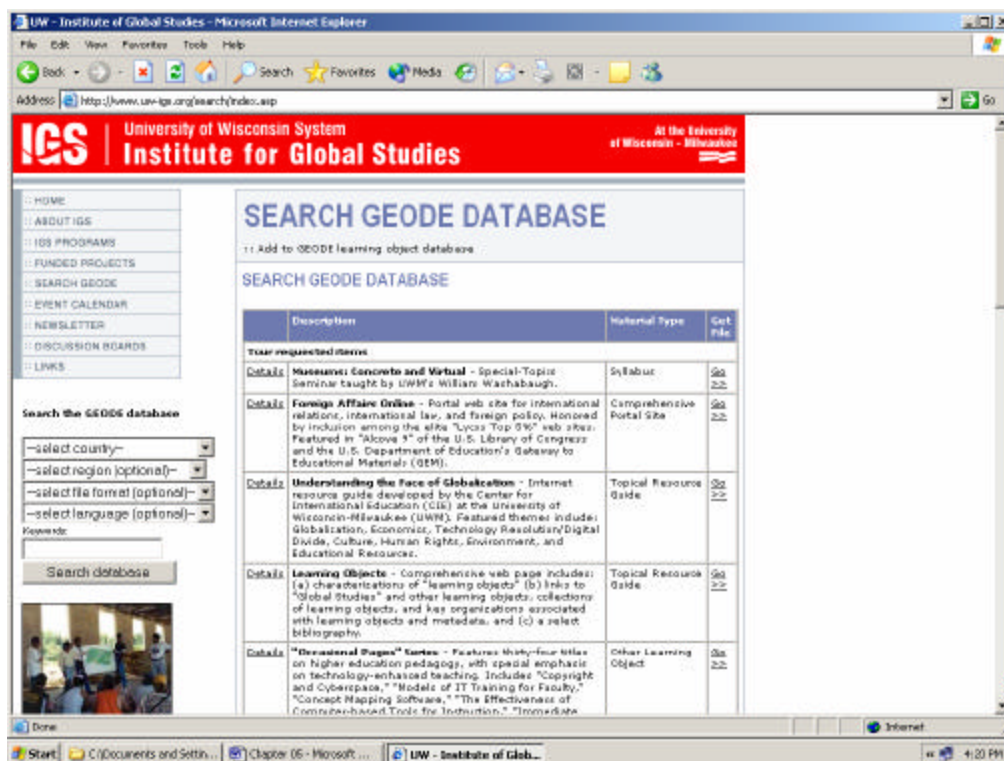 UW - Institute of Global Studies - Microsoft Internet Explorer
File Edit View Favorites Tools Help
Back Search Favorites Media
Address http://www.uw-igs.org/search/index.asp Go
IGS
University of Wisconsin System
Institute for Global Studies
At the University
of Wisconsin - Milwaukee
:: HOME
:: ABOUT IGS
:: IGS PROGRAMS
:: FUNDED PROJECTS
:: SEARCH GEODE
:: EVENT CALENDAR
:: NEWSLETTER
:: DISCUSSION BOARDS
:: LINKS
Search the GEODE database
--select country--
--select region (optional)--
--select file format (optional)--
--select language (optional)--
Keywords:
Search database
SEARCH GEODE DATABASE
:: Add to GEODE learning object database
SEARCH GEODE DATABASE
Description Material Type Get
File
Your requested items
Details Museums: Concrete and Virtual - Special-Topics Syllabus Go
Seminar taught by UWM's William Washabaugh. >>
Details Foreign Affairs Online - Portal web site for international Comprehensive Go
relations, international law, and foreign policy. Honored Portal Site >>
by inclusion among the elite "Lycos Top 5%" web sites.
Featured in "Alcove 9" of the U.S. Library of Congress
and the U.S. Department of Education's Gateway to
Educational Materials (GEM).
Details Understanding the Face of Globalization - Internet Topical Resource Go
resource guide developed by the Center for Guide >>
International Education (CIE) at the University of
Wisconsin-Milwaukee (UWM). Featured themes include:
Globalization, Economics, Technology Revolution/Digital
Divide, Culture, Human Rights, Environment, and
Educational Resources.
Details Learning Objects - Comprehensive web page includes: Topical Resource Go
(a) characterizations of "learning objects" (b) links to Guide >>
"Global Studies" and other learning objects, collections
of learning objects, and key organizations associated
with learning objects and metadata, and (c) a select
bibliography.
Details "Occasional Pages" Series - Features thirty-four titles Other Learning Go
on higher education pedagogy, with special emphasis Object >>
on technology-enhanced teaching. Includes "Copyright
and Cyberspace," "Models of IT Training for Faculty,"
"Concept Mapping Software," "The Effectiveness of
Computer-based Tools for Instruction," "Immediate
Done Internet
Start C:\Documents and Settin... Chapter 05 - Microsoft ... UW - Institute of Glob... 4:20 PM